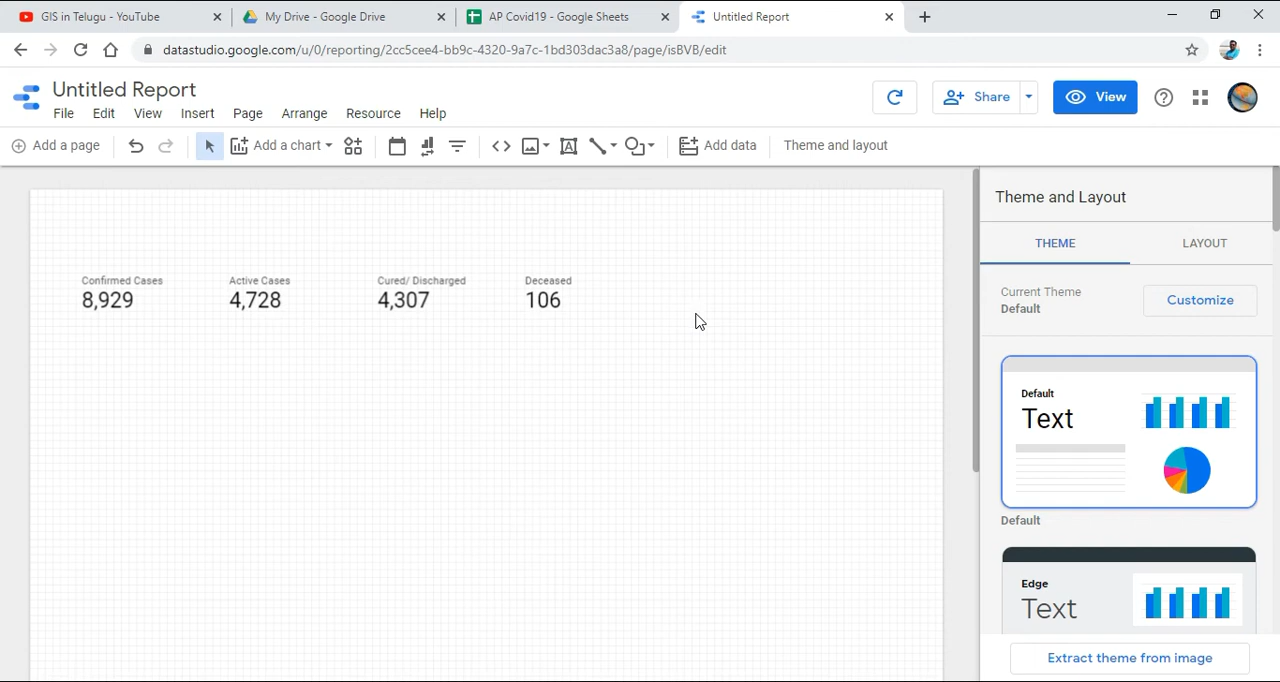 GIS in Telugu - YouTube
My Drive - Google Drive
AP Covid19 - Google Sheets
Untitled Report
datastudio.google.com/u/0/reporting/2cc5cee4-bb9c-4320-9a7c-1bd303dac3a8/page/isBVB/edit
Untitled Report
File Edit View Insert Page Arrange Resource Help
Share
View
Add a page
Add a chart
Add data
Theme and layout
Confirmed Cases
8,929
Active Cases
4,728
Cured/ Discharged
4,307
Deceased
106
Theme and Layout
THEME
LAYOUT
Current Theme
Default
Customize
Default
Text
Default
Edge
Text
Extract theme from image